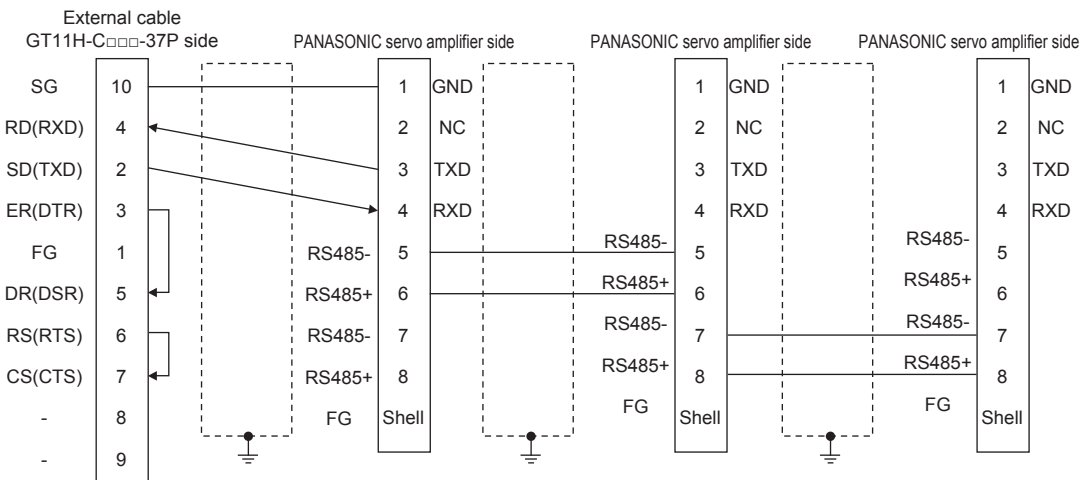 External cable
GT11H-C□□□-37P side
PANASONIC servo amplifier side
PANASONIC servo amplifier side
PANASONIC servo amplifier side
SG 10 1 GND 1 GND 1 GND
RD(RXD) 4 2 NC 2 NC 2 NC
SD(TXD) 2 3 TXD 3 TXD 3 TXD
ER(DTR) 3 4 RXD 4 RXD 4 RXD
FG 1 RS485- 5 RS485- 5 RS485- 5
DR(DSR) 5 RS485+ 6 RS485+ 6 RS485+ 6
RS(RTS) 6 RS485- 7 RS485- 7 RS485- 7
CS(CTS) 7 RS485+ 8 RS485+ 8 RS485+ 8
- 8 FG Shell FG Shell FG Shell
- 9